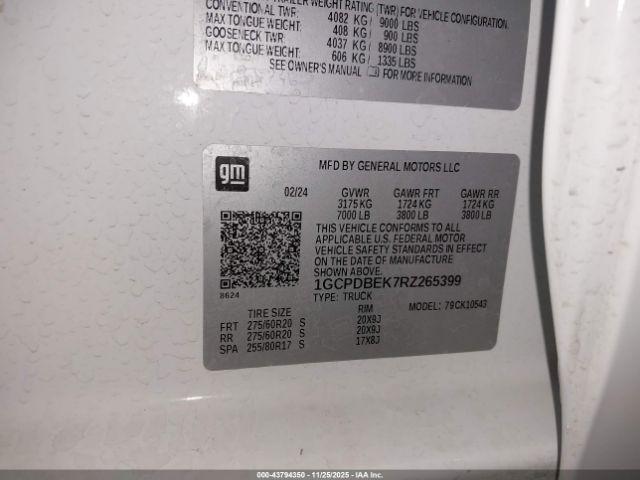 TRAILER WEIGHT RATING (TWR) FOR VEHICLE CONFIGURATION.
CONVENTIONAL TWR: 4082 KG/ 9000 LBS
MAX TONGUE WEIGHT: 408 KG/ 900 LBS
GOOSENECK TWR: 4037 KG/ 8900 LBS
MAX TONGUE WEIGHT: 606 KG/ 1335 LBS
SEE OWNER'S MANUAL FOR MORE INFORMATION
gm
MFD BY GENERAL MOTORS LLC
02/24 GVWR GAWR FRT GAWR RR
3175 KG 1724 KG 1724 KG
7000 LB 3800 LB 3800 LB
THIS VEHICLE CONFORMS TO ALL
APPLICABLE U.S. FEDERAL MOTOR
VEHICLE SAFETY STANDARDS IN EFFECT
ON THE DATE OF MANUFACTURE
SHOWN ABOVE.
8624
1GCPDBEK7RZ265399
TYPE: TRUCK
MODEL: 79CK10543
TIRE SIZE RIM
FRT 275/60R20 S 20X9J
RR 275/60R20 S 20X9J
SPA 255/80R17 S 17X8J
000-43794350 - 11/25/2025 - IAAI.COM